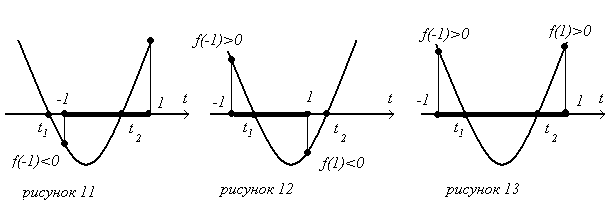 -1 1 t
t1 t2
f(-1)<0
рисунок 11
f(-1)>0
-1 1 t
t1 t2
f(1)<0
рисунок 12
f(-1)>0 f(1)>0
-1 1 t
t1 t2
рисунок 13